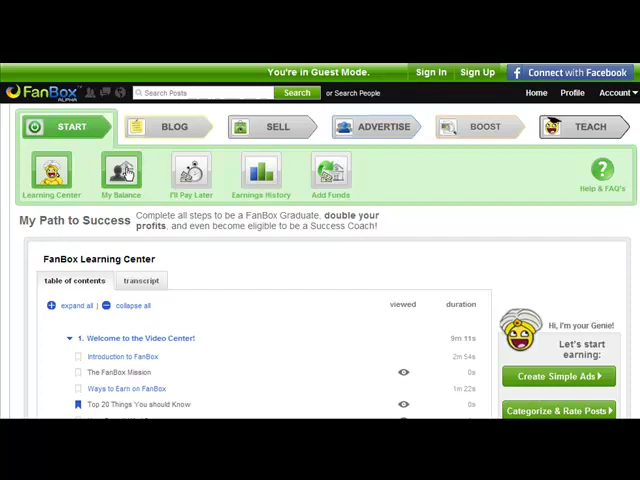 You're in Guest Mode. Sign In Sign Up f Connect with Facebook
FanBox ALPHA Search Posts Search or Search People Home Profile Account
START BLOG SELL ADVERTISE BOOST TEACH
Learning Center My Balance I'll Pay Later Earnings History Add Funds Help & FAQ's
My Path to Success Complete all steps to be a FanBox Graduate, double your
profits, and even become eligible to be a Success Coach!
FanBox Learning Center
table of contents transcript
expand all collapse all viewed duration
1. Welcome to the Video Center! 9m 11s
Introduction to FanBox 2m 54s
The FanBox Mission 0s
Ways to Earn on FanBox 1m 22s
Top 20 Things You should Know 0s
Hi, I'm your Genie!
Let's start
earning:
Create Simple Ads
Categorize & Rate Posts